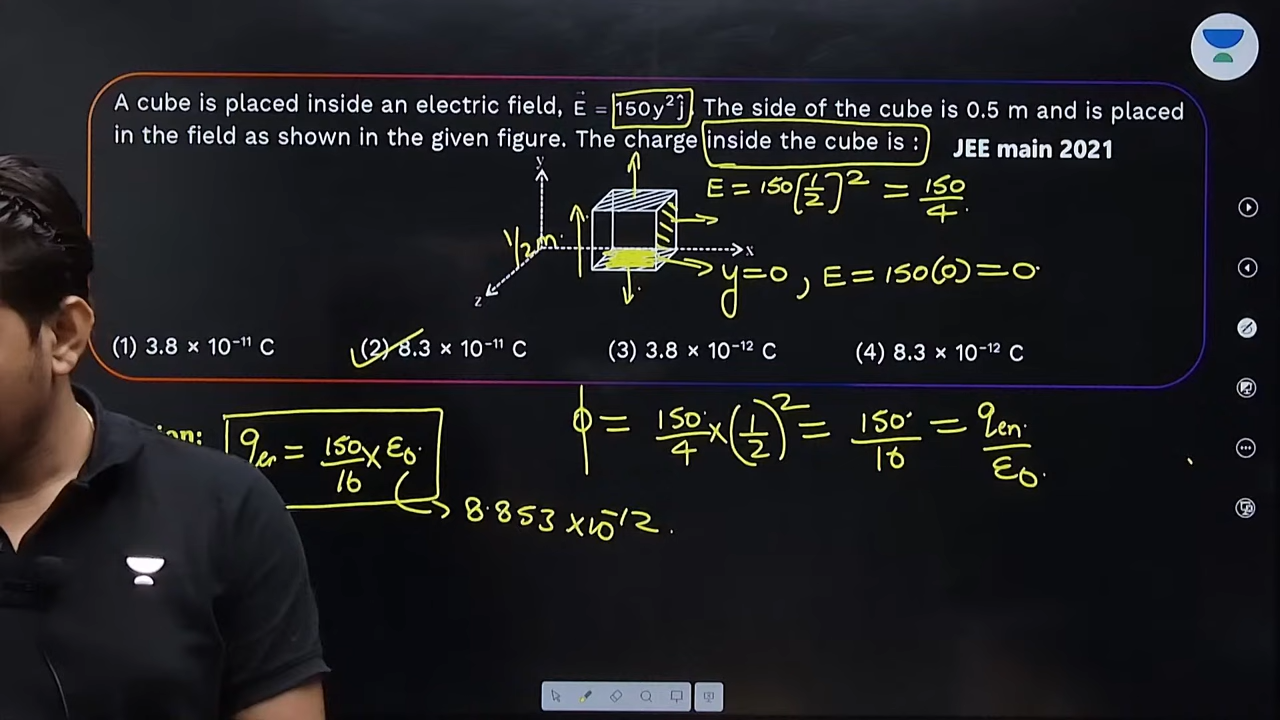 A cube is placed inside an electric field, E⃗ = 150y²ĵ. The side of the cube is 0.5 m and is placed
in the field as shown in the given figure. The charge inside the cube is :
JEE main 2021
y
E = 150[1/2]² = 150/4
1/2 m
x
y=0, E = 150(0) = 0
z
(1) 3.8 × 10⁻¹¹ C (2) 8.3 × 10⁻¹¹ C (3) 3.8 × 10⁻¹² C (4) 8.3 × 10⁻¹² C
ion:
q_en = 150/16 × ε₀
ϕ = 150/4 × (1/2)² = 150/16 = q_en/ε₀
8.853 × 10⁻¹²